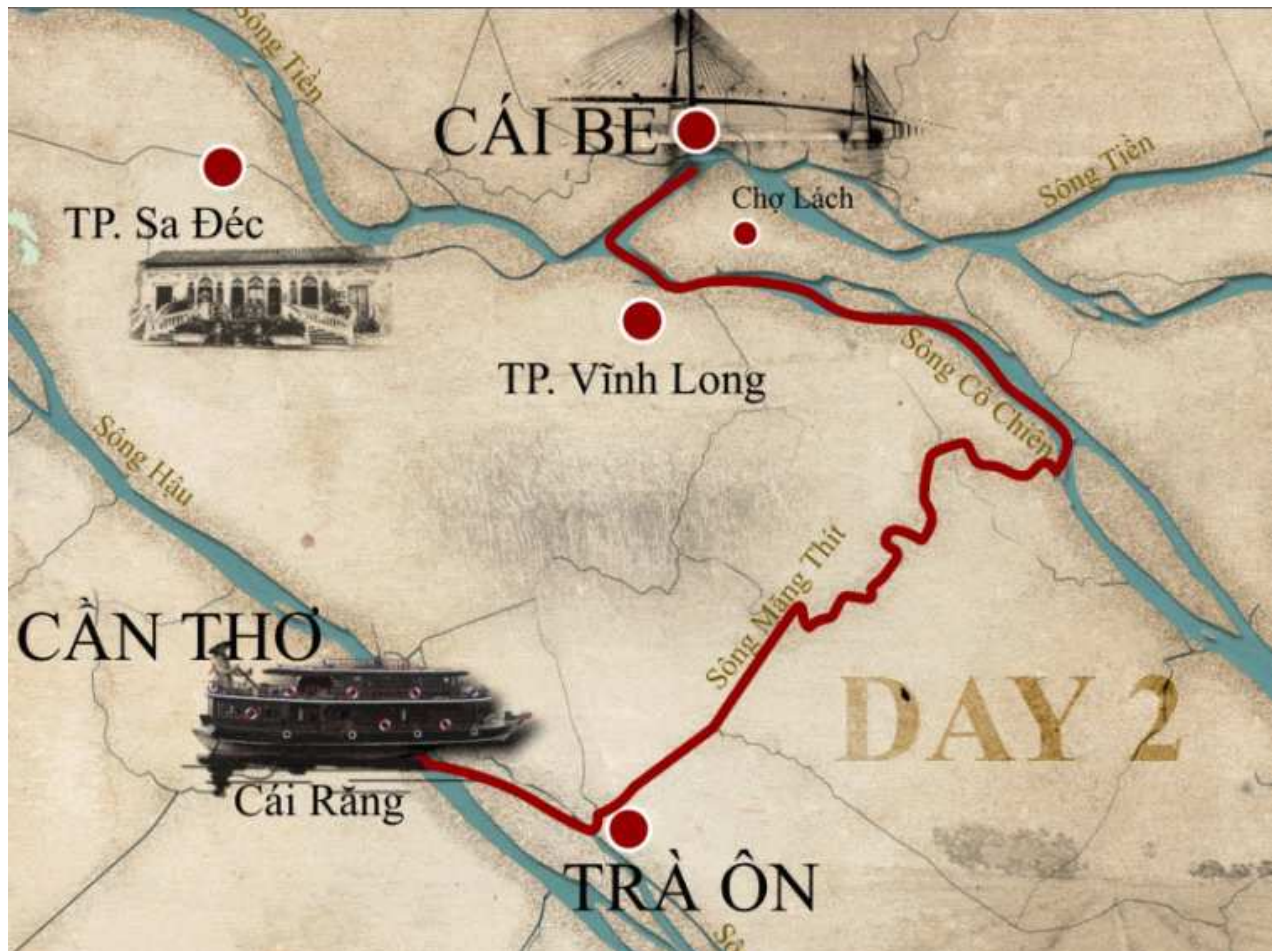 Sông Tiền
CÁI BÈ
Sông Tiền
Chợ Lách
TP. Sa Đéc
TP. Vĩnh Long
Sông Cổ Chiên
Sông Hậu
Sông Măng Thít
CẦN THƠ
DAY 2
Cái Răng
TRÀ ÔN